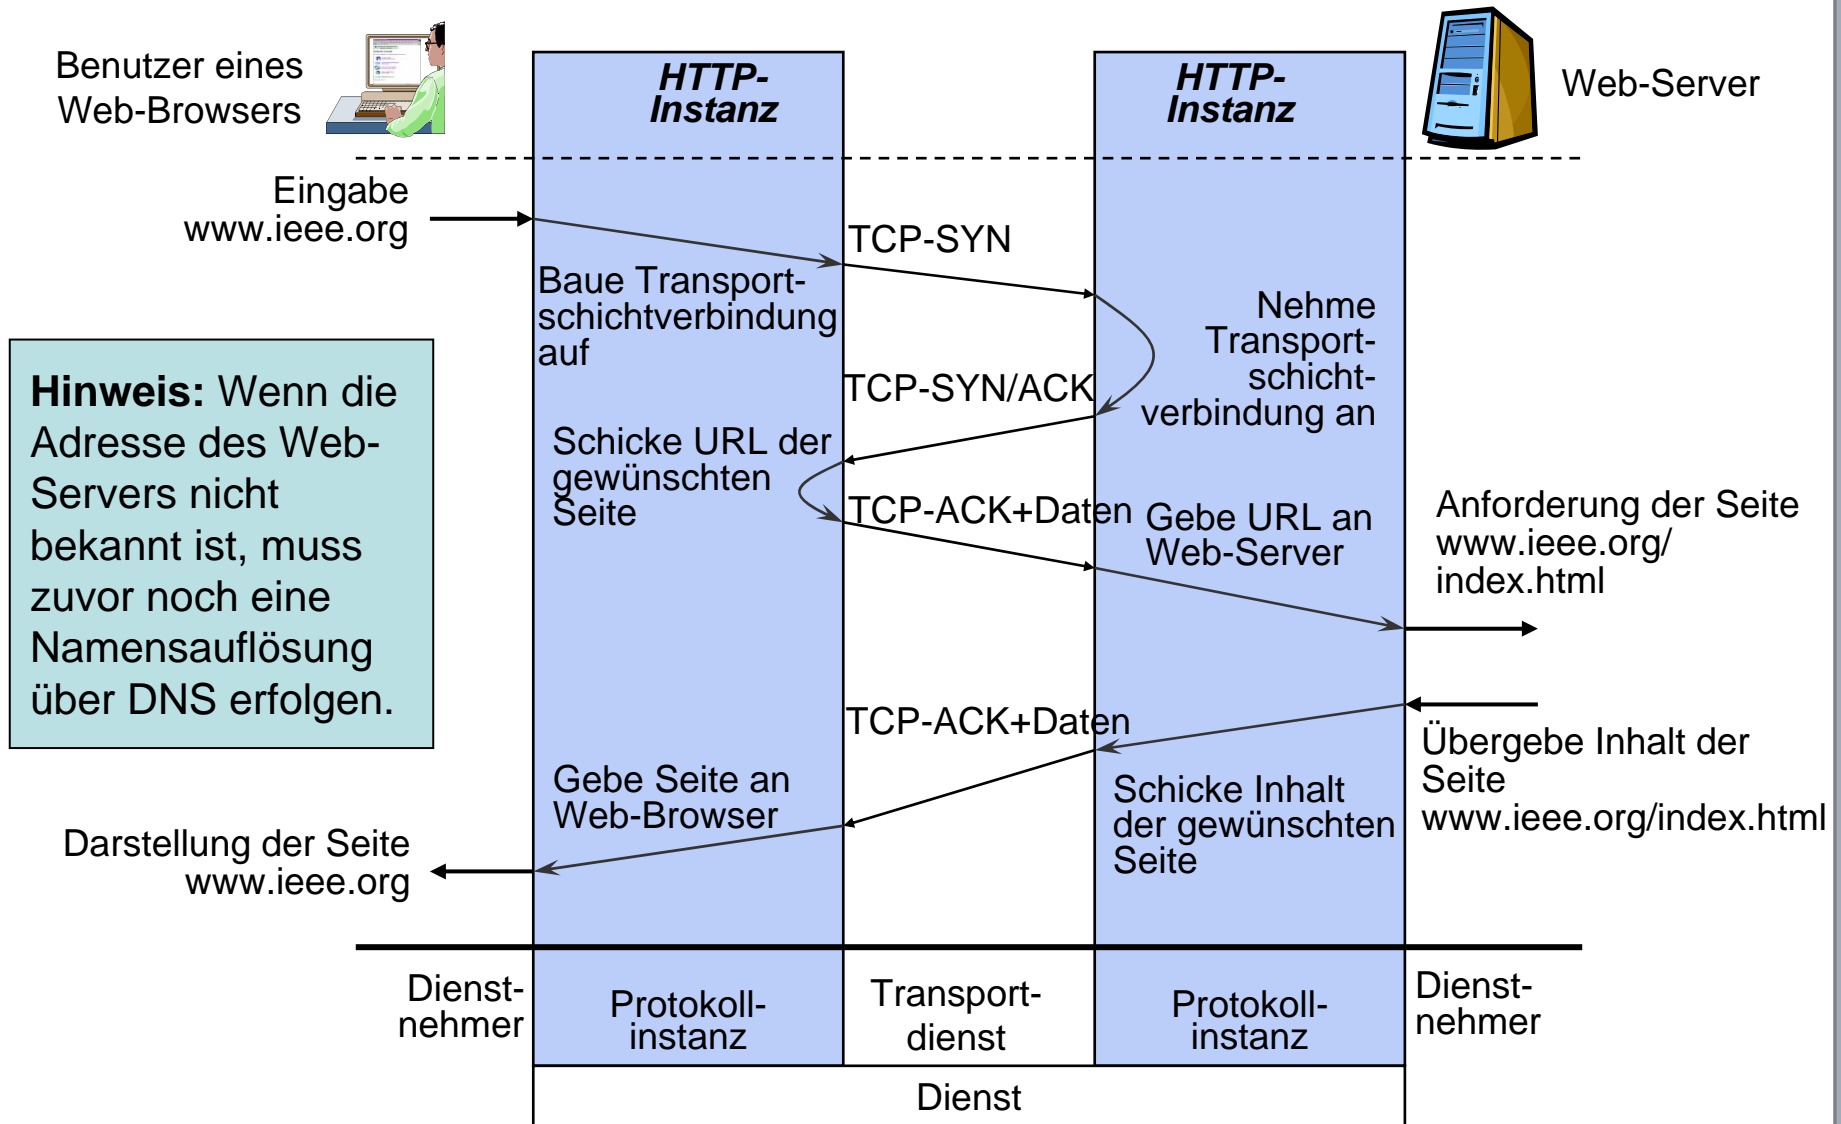 Benutzer eines
Web-Browsers
HTTP-
Instanz
HTTP-
Instanz
Web-Server
Eingabe
www.ieee.org
TCP-SYN
Baue Transport-
schichtverbindung
auf
Nehme
Transport-
schicht-
verbindung an
Hinweis: Wenn die
Adresse des Web-
Servers nicht
bekannt ist, muss
zuvor noch eine
Namensauflösung
über DNS erfolgen.
TCP-SYN/ACK
Schicke URL der
gewünschten
Seite
TCP-ACK+Daten
Gebe URL an
Web-Server
Anforderung der Seite
www.ieee.org/
index.html
TCP-ACK+Daten
Übergebe Inhalt der
Seite
www.ieee.org/index.html
Gebe Seite an
Web-Browser
Schicke Inhalt
der gewünschten
Seite
Darstellung der Seite
www.ieee.org
Dienst-
nehmer
Protokoll-
instanz
Transport-
dienst
Protokoll-
instanz
Dienst-
nehmer
Dienst